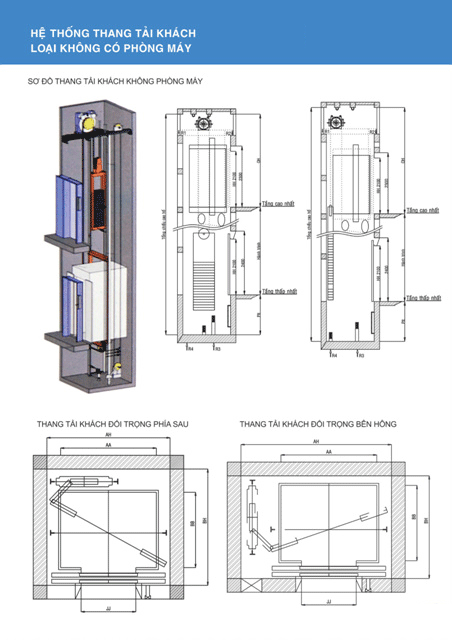 HỆ THỐNG THANG TẢI KHÁCH
LOẠI KHÔNG CÓ PHÒNG MÁY
SƠ ĐỒ THANG TẢI KHÁCH KHÔNG PHÒNG MÁY
OH
Tầng cao nhất
Tầng thấp nhất
R4
R3
OH
Tầng cao nhất
Tầng thấp nhất
R4
R3
THANG TẢI KHÁCH ĐỐI TRỌNG PHÍA SAU
AH
AA
BB
BH
JJ
THANG TẢI KHÁCH ĐỐI TRỌNG BÊN HÔNG
AH
AA
BB
BH
JJ